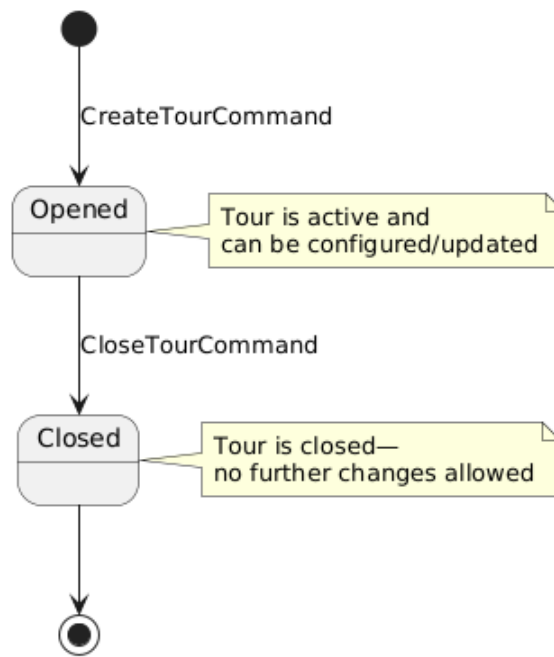 CreateTourCommand
Opened
Tour is active and
can be configured/updated
CloseTourCommand
Closed
Tour is closed—
no further changes allowed